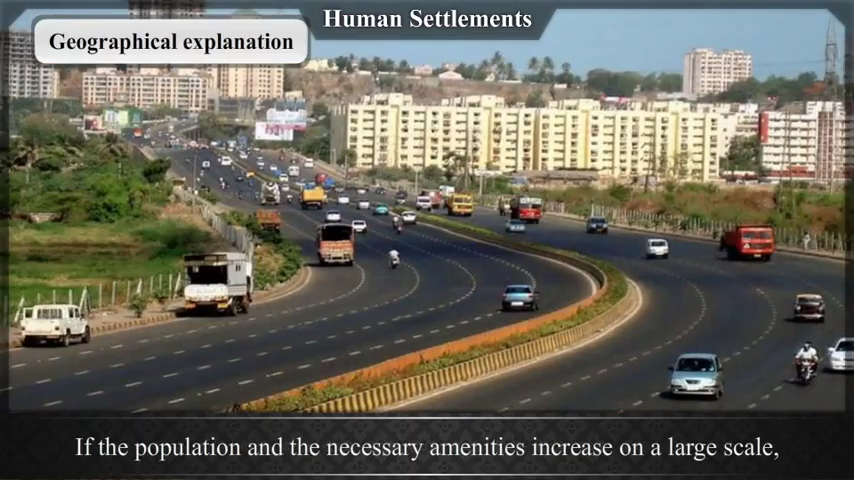 Human Settlements
Geographical explanation
If the population and the necessary amenities increase on a large scale,